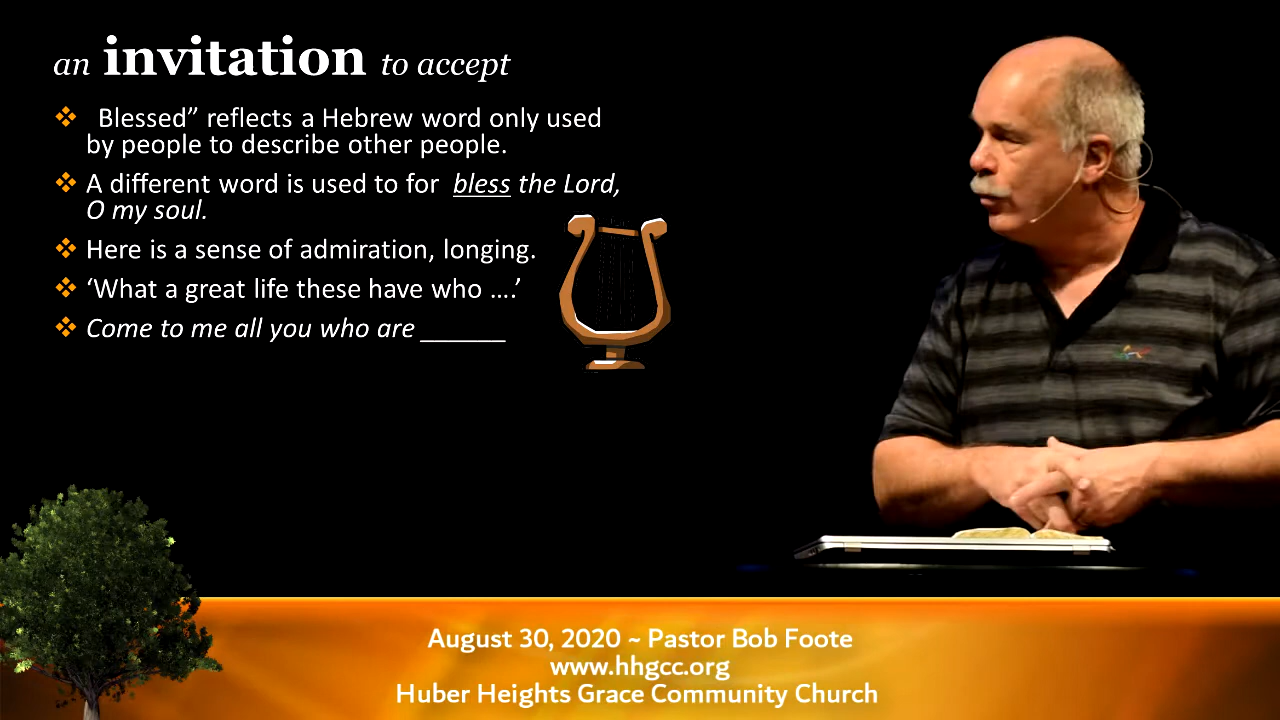 an invitation to accept
Blessed” reflects a Hebrew word only used
by people to describe other people.
A different word is used to for bless the Lord,
O my soul.
Here is a sense of admiration, longing.
‘What a great life these have who ….’
Come to me all you who are ______
August 30, 2020 ~ Pastor Bob Foote
www.hhgcc.org
Huber Heights Grace Community Church